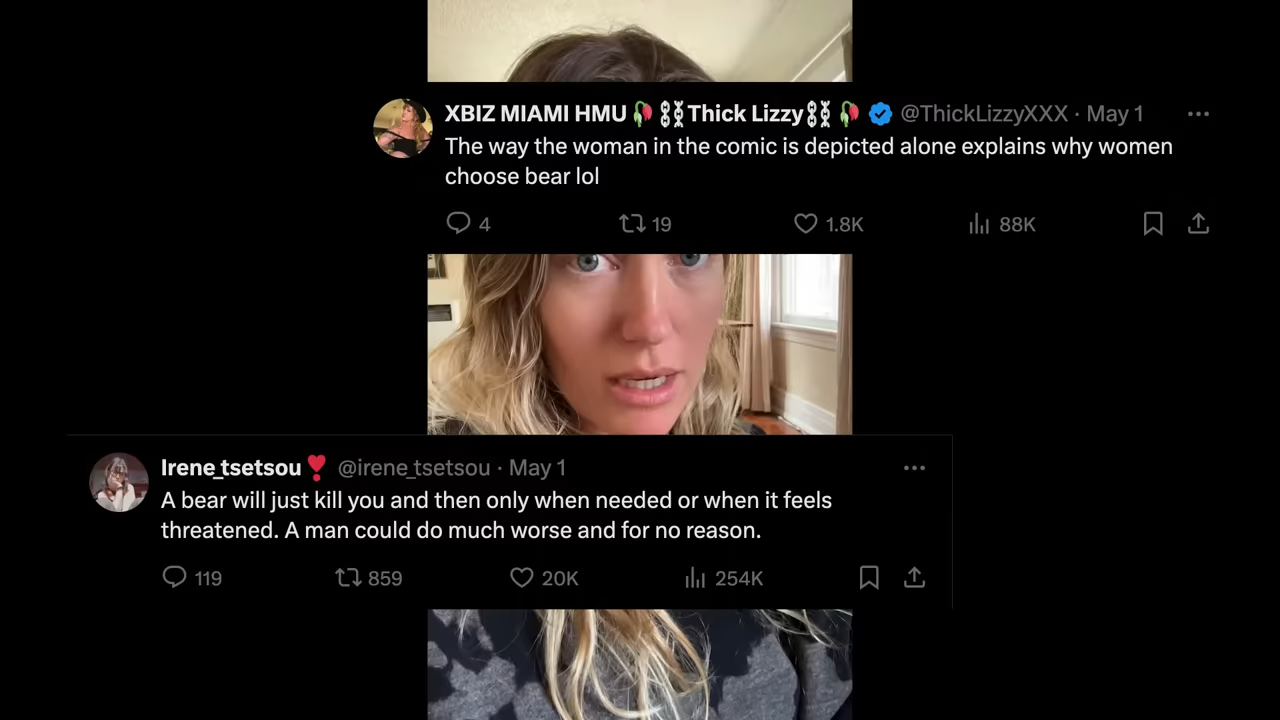 XBIZ MIAMI HMU🥀⛓Thick Lizzy⛓🥀 @ThickLizzyXXX · May 1
The way the woman in the comic is depicted alone explains why women
choose bear lol
4 19 1.8K 88K
Irene_tsetsou❣️ @irene_tsetsou · May 1
A bear will just kill you and then only when needed or when it feels
threatened. A man could do much worse and for no reason.
119 859 20K 254K